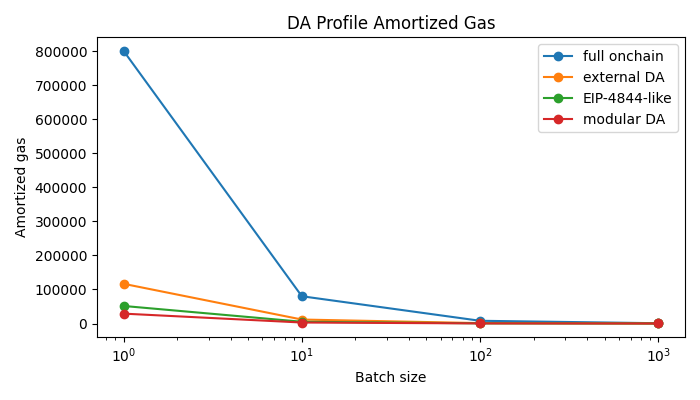 DA Profile Amortized Gas
Amortized gas
800000
700000
600000
500000
400000
300000
200000
100000
0
full onchain
external DA
EIP-4844-like
modular DA
10⁰ 10¹ 10² 10³
Batch size